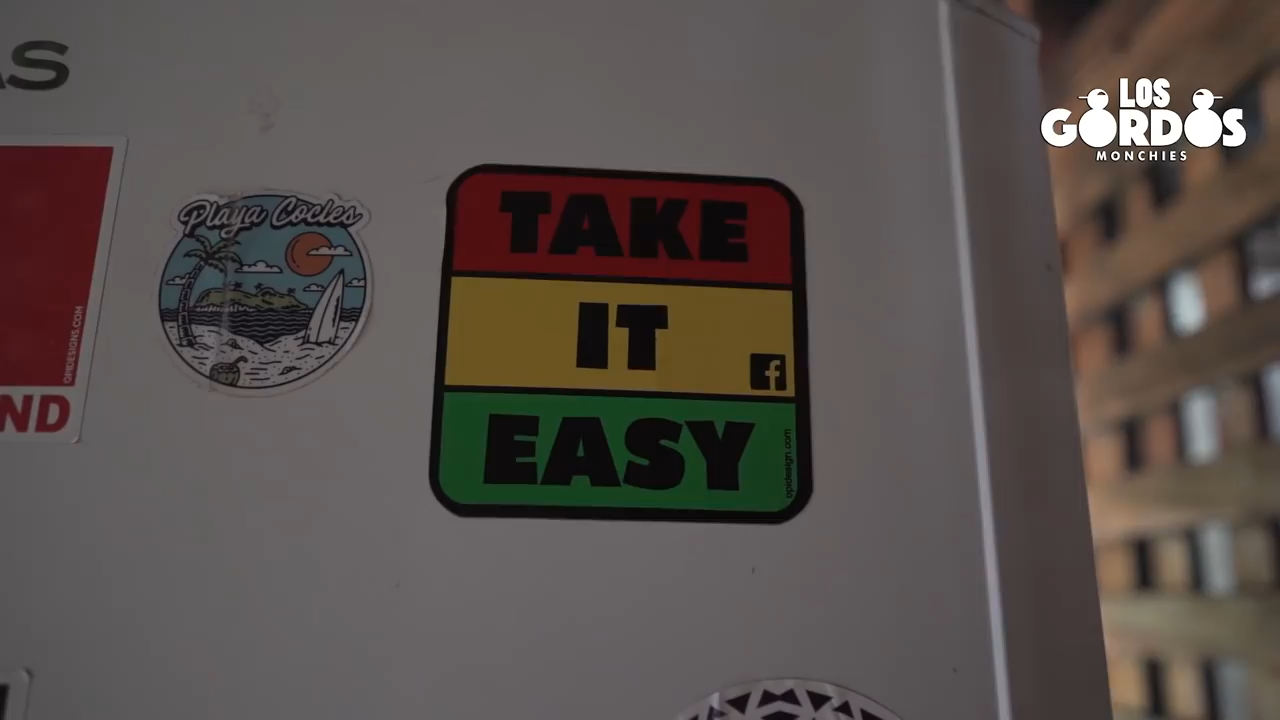 AS
LOS
GORDOS
MONCHIES
Playa Cocles
TAKE
IT
EASY
f
opidesign.com
OPIDESIGNS.COM
ND